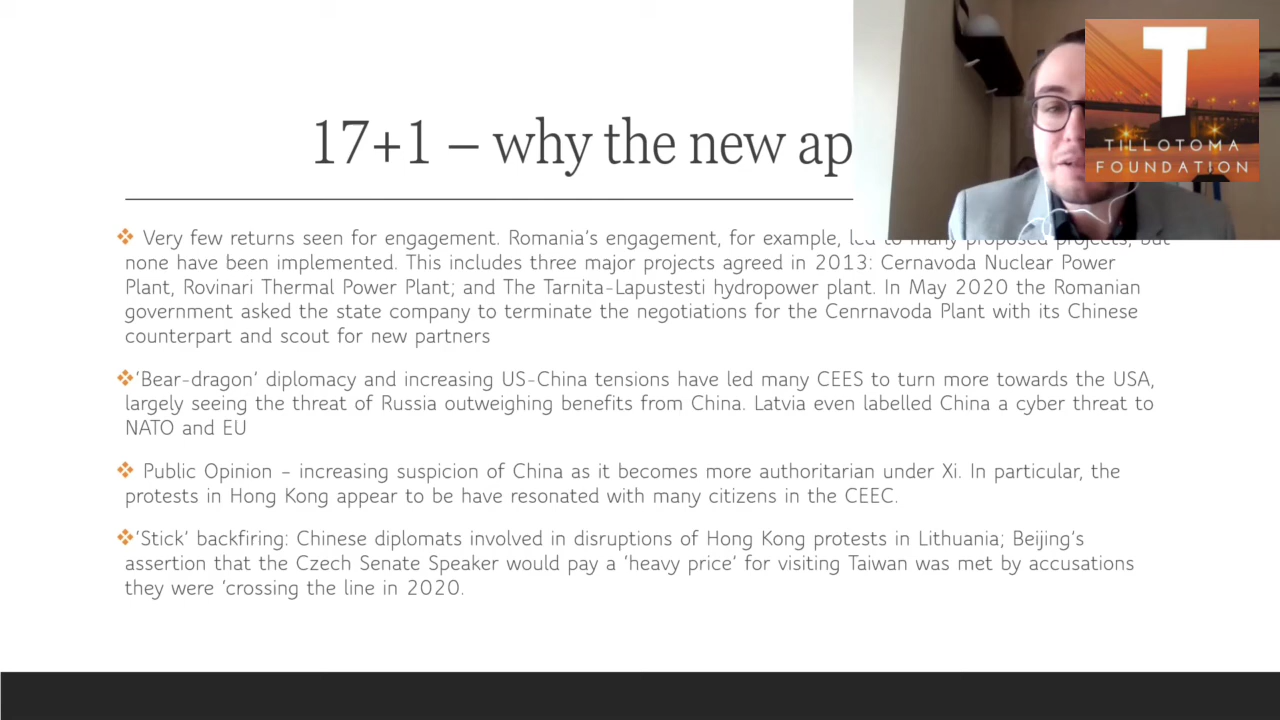 17+1 – why the new ap
TILLOTOMA
FOUNDATION
❖ Very few returns seen for engagement. Romania's engagement, for example, led to many proposed projects, but
none have been implemented. This includes three major projects agreed in 2013: Cernavoda Nuclear Power
Plant, Rovinari Thermal Power Plant; and The Tarnita-Lapustesti hydropower plant. In May 2020 the Romanian
government asked the state company to terminate the negotiations for the Cenrnavoda Plant with its Chinese
counterpart and scout for new partners
❖'Bear-dragon' diplomacy and increasing US-China tensions have led many CEES to turn more towards the USA,
largely seeing the threat of Russia outweighing benefits from China. Latvia even labelled China a cyber threat to
NATO and EU
❖ Public Opinion – increasing suspicion of China as it becomes more authoritarian under Xi. In particular, the
protests in Hong Kong appear to be have resonated with many citizens in the CEEC.
❖'Stick' backfiring: Chinese diplomats involved in disruptions of Hong Kong protests in Lithuania; Beijing's
assertion that the Czech Senate Speaker would pay a 'heavy price' for visiting Taiwan was met by accusations
they were 'crossing the line in 2020.